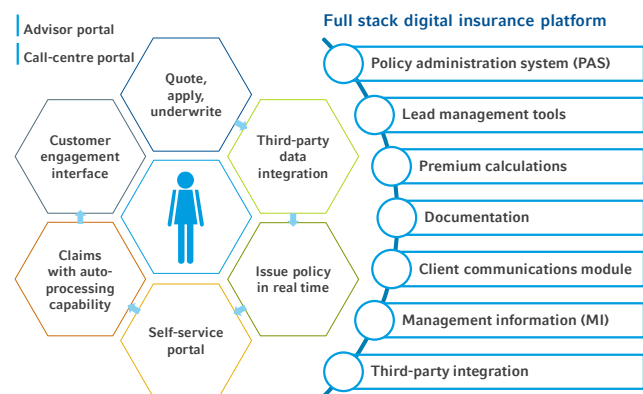 Advisor portal
Call-centre portal
Quote,
apply,
underwrite
Third-party
data
integration
Issue policy
in real time
Self-service
portal
Claims
with auto-
processing
capability
Customer
engagement
interface
Full stack digital insurance platform
Policy administration system (PAS)
Lead management tools
Premium calculations
Documentation
Client communications module
Management information (MI)
Third-party integration